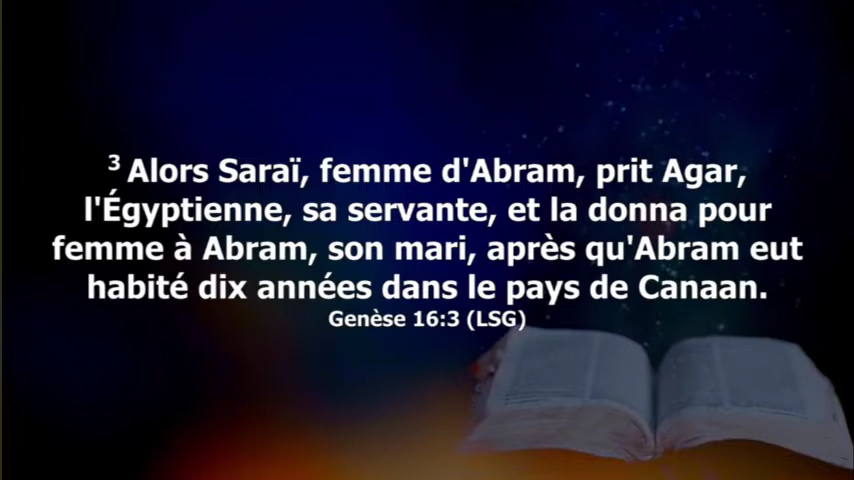 ³ Alors Saraï, femme d'Abram, prit Agar,
l'Égyptienne, sa servante, et la donna pour
femme à Abram, son mari, après qu'Abram eut
habité dix années dans le pays de Canaan.
Genèse 16:3 (LSG)